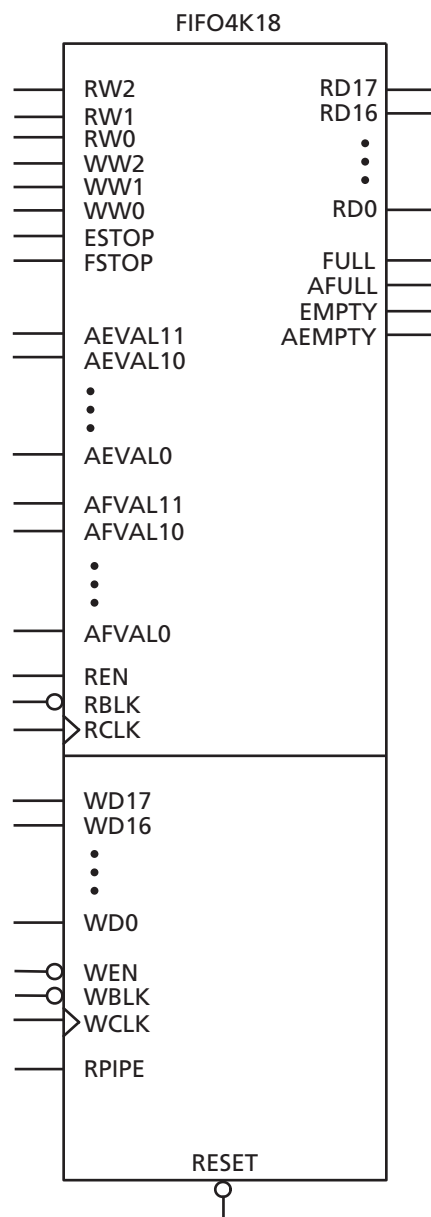 FIFO4K18
RW2
RW1
RW0
WW2
WW1
WW0
ESTOP
FSTOP
AEVAL11
AEVAL10
AEVAL0
AFVAL11
AFVAL10
AFVAL0
REN
RBLK
RCLK
RD17
RD16
RD0
FULL
AFULL
EMPTY
AEMPTY
WD17
WD16
WD0
WEN
WBLK
WCLK
RPIPE
RESET